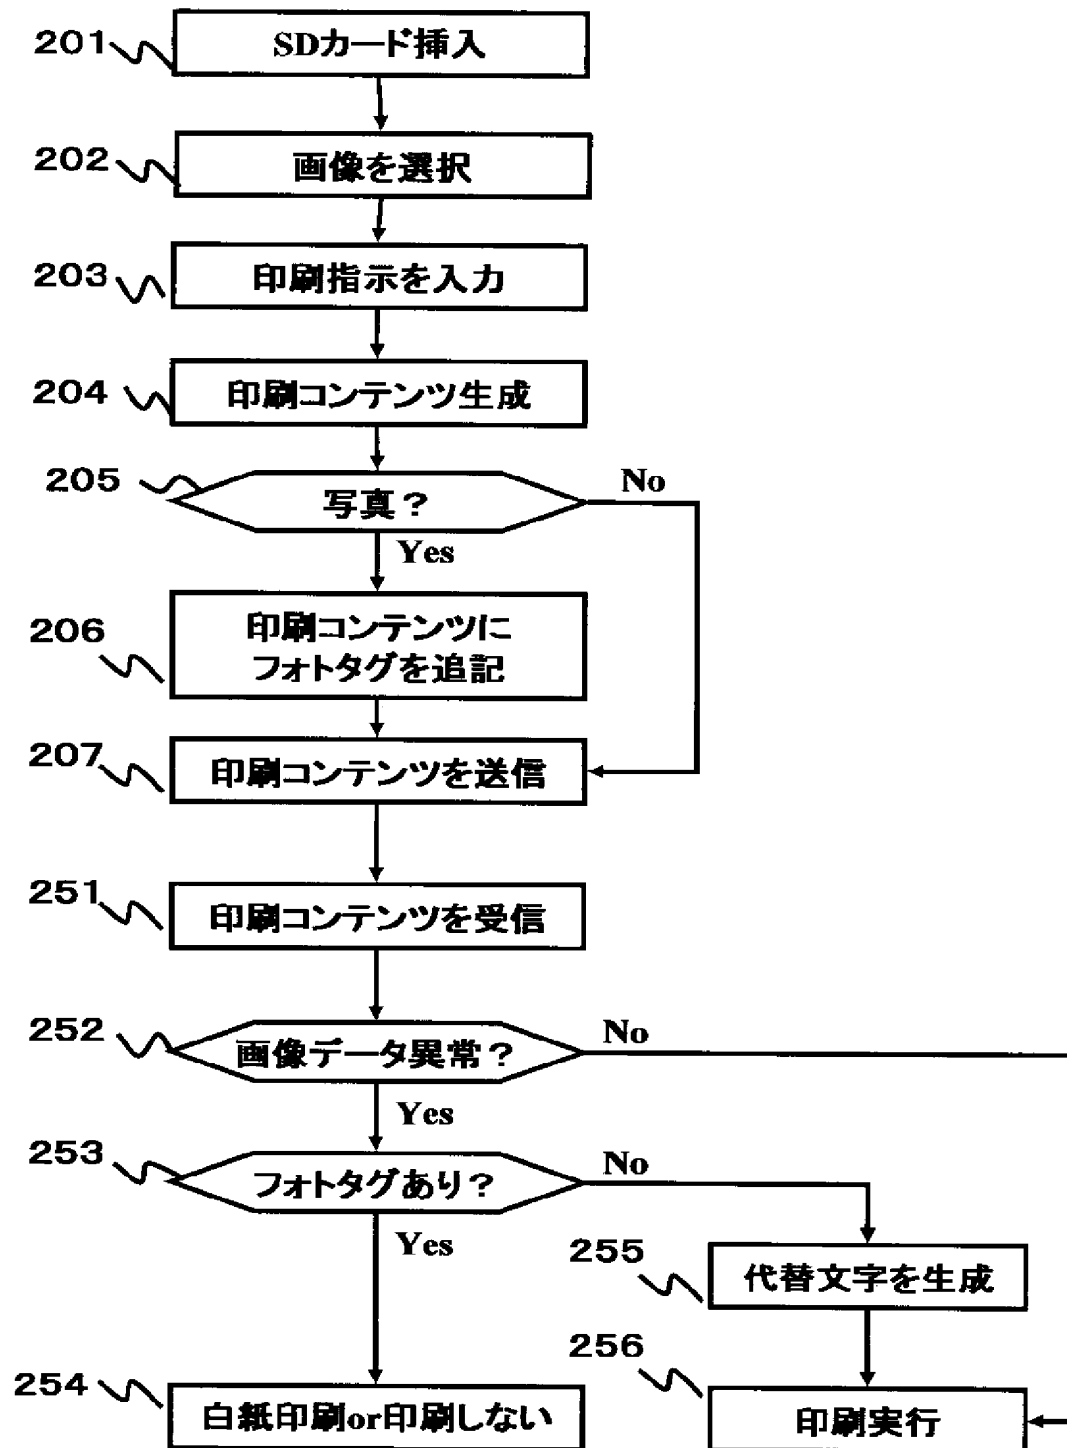 201
SDカード挿入
202
画像を選択
203
印刷指示を入力
204
印刷コンテンツ生成
205
写真？
No
Yes
206
印刷コンテンツに
フォトタグを追記
207
印刷コンテンツを送信
251
印刷コンテンツを受信
252
画像データ異常？
No
Yes
253
フォトタグあり？
No
Yes
255
代替文字を生成
254
白紙印刷or印刷しない
256
印刷実行